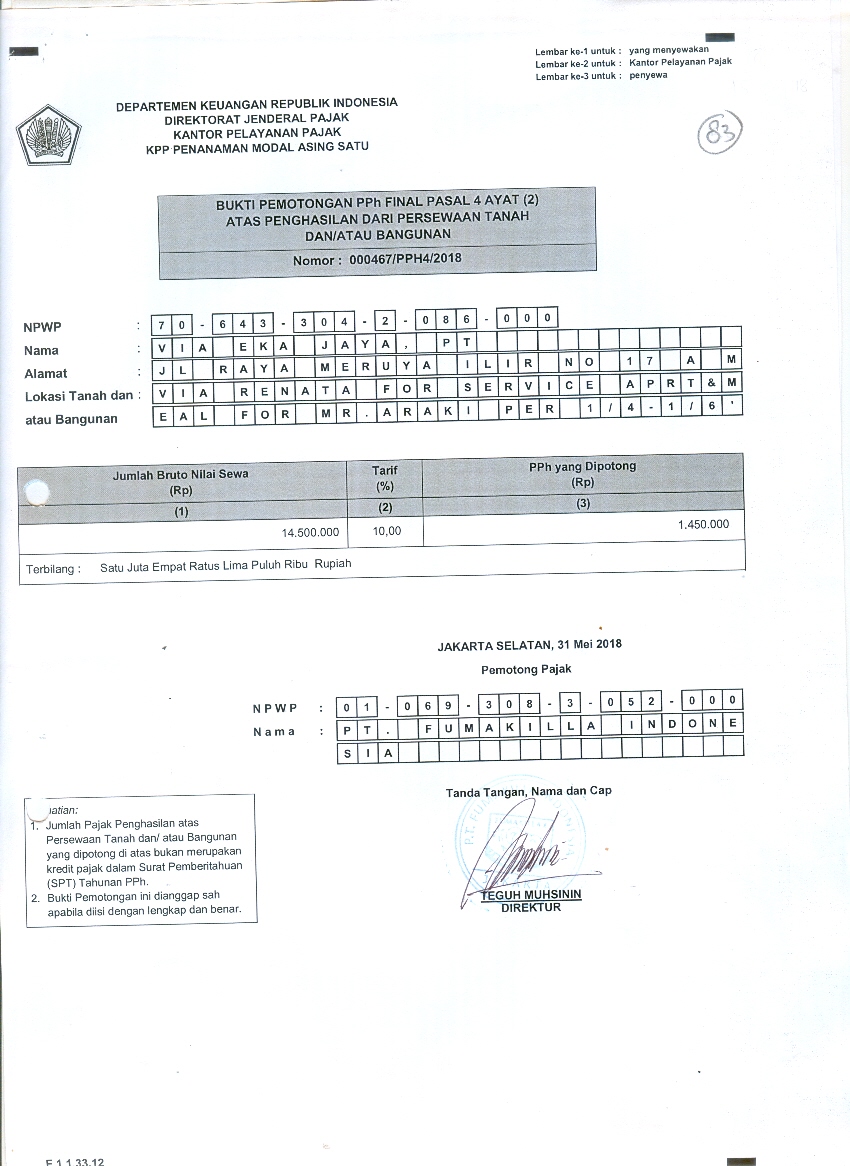 Lembar ke-1 untuk : yang menyewakan
Lembar ke-2 untuk : Kantor Pelayanan Pajak
Lembar ke-3 untuk : penyewa
DEPARTEMEN KEUANGAN REPUBLIK INDONESIA
DIREKTORAT JENDERAL PAJAK
KANTOR PELAYANAN PAJAK
KPP PENANAMAN MODAL ASING SATU
83
BUKTI PEMOTONGAN PPh FINAL PASAL 4 AYAT (2)
ATAS PENGHASILAN DARI PERSEWAAN TANAH
DAN/ATAU BANGUNAN
Nomor : 000467/PPH4/2018
NPWP : 70-643-304-2-086-000
Nama : VIA EKA JAYA, PT
Alamat : JL RAYA MERUYA ILIR NO 17 A M
Lokasi Tanah dan : VIA RENATA FOR SERVICE APRT&M
atau Bangunan EAL FOR MR.ARAKI PER 1/4-1/6'
Jumlah Bruto Nilai Sewa (Rp) Tarif (%) PPh yang Dipotong (Rp)
(1) (2) (3)
14.500.000 10,00 1.450.000
Terbilang : Satu Juta Empat Ratus Lima Puluh Ribu Rupiah
JAKARTA SELATAN, 31 Mei 2018
Pemotong Pajak
NPWP : 01-069-308-3-052-000
Nama : PT. FUMAKILLA INDONE
SIA
Tanda Tangan, Nama dan Cap
TEGUH MUHSININ
DIREKTUR
1. Jumlah Pajak Penghasilan atas
Persewaan Tanah dan/ atau Bangunan
yang dipotong di atas bukan merupakan
kredit pajak dalam Surat Pemberitahuan
(SPT) Tahunan PPh.
2. Bukti Pemotongan ini dianggap sah
apabila diisi dengan lengkap dan benar.
F.1.1.33.12